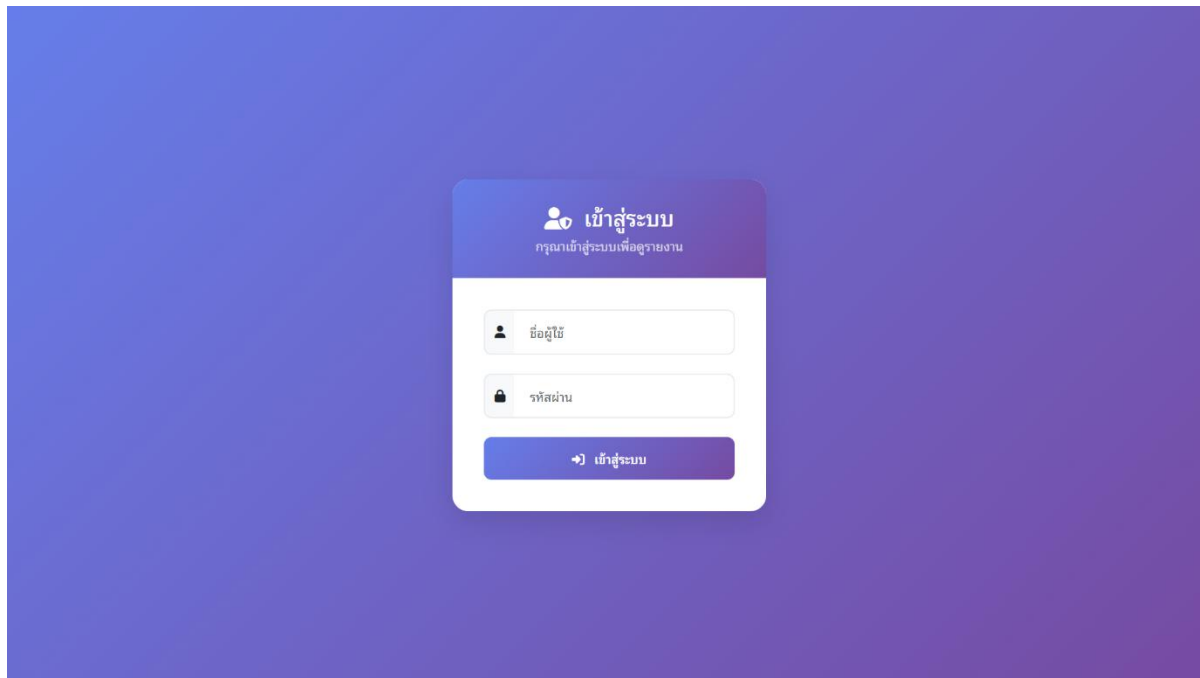 เข้าสู่ระบบ
กรุณาเข้าสู่ระบบเพื่อดูรายงาน
ชื่อผู้ใช้
รหัสผ่าน
เข้าสู่ระบบ